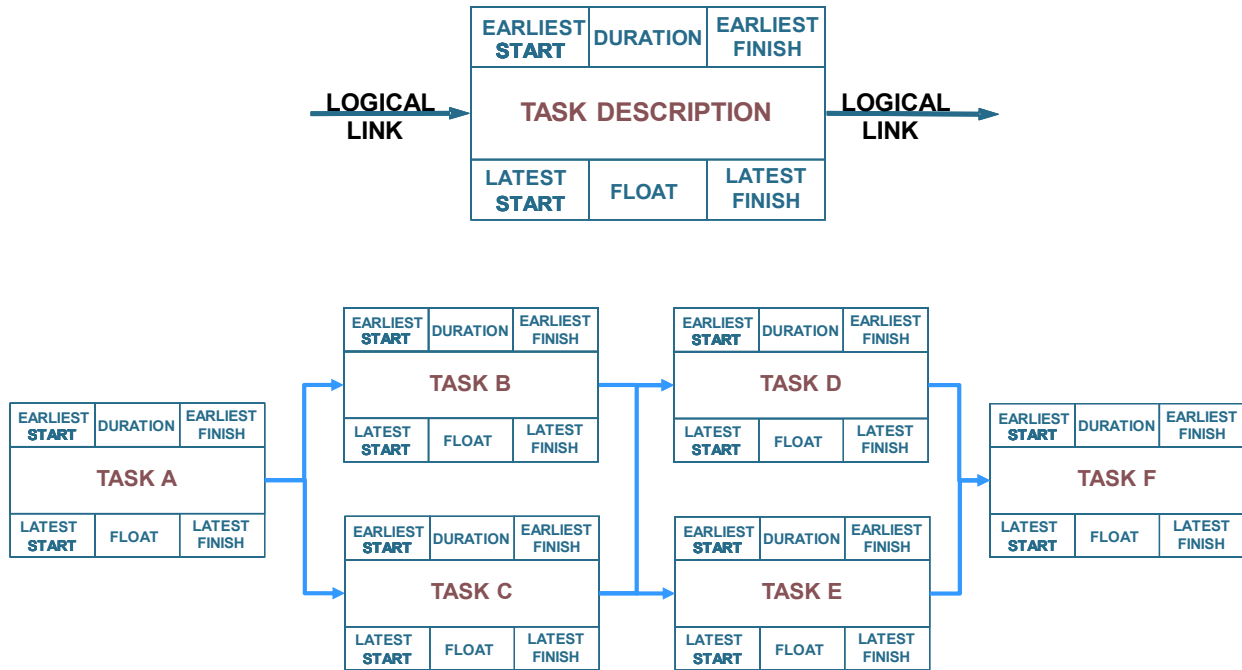 EARLIEST
START
DURATION
EARLIEST
FINISH
LOGICAL
LINK
TASK DESCRIPTION
LOGICAL
LINK
LATEST
START
FLOAT
LATEST
FINISH
EARLIEST
START
DURATION
EARLIEST
FINISH
TASK B
LATEST
START
FLOAT
LATEST
FINISH
EARLIEST
START
DURATION
EARLIEST
FINISH
TASK D
LATEST
START
FLOAT
LATEST
FINISH
EARLIEST
START
DURATION
EARLIEST
FINISH
TASK A
LATEST
START
FLOAT
LATEST
FINISH
EARLIEST
START
DURATION
EARLIEST
FINISH
TASK F
LATEST
START
FLOAT
LATEST
FINISH
EARLIEST
START
DURATION
EARLIEST
FINISH
TASK C
LATEST
START
FLOAT
LATEST
FINISH
EARLIEST
START
DURATION
EARLIEST
FINISH
TASK E
LATEST
START
FLOAT
LATEST
FINISH